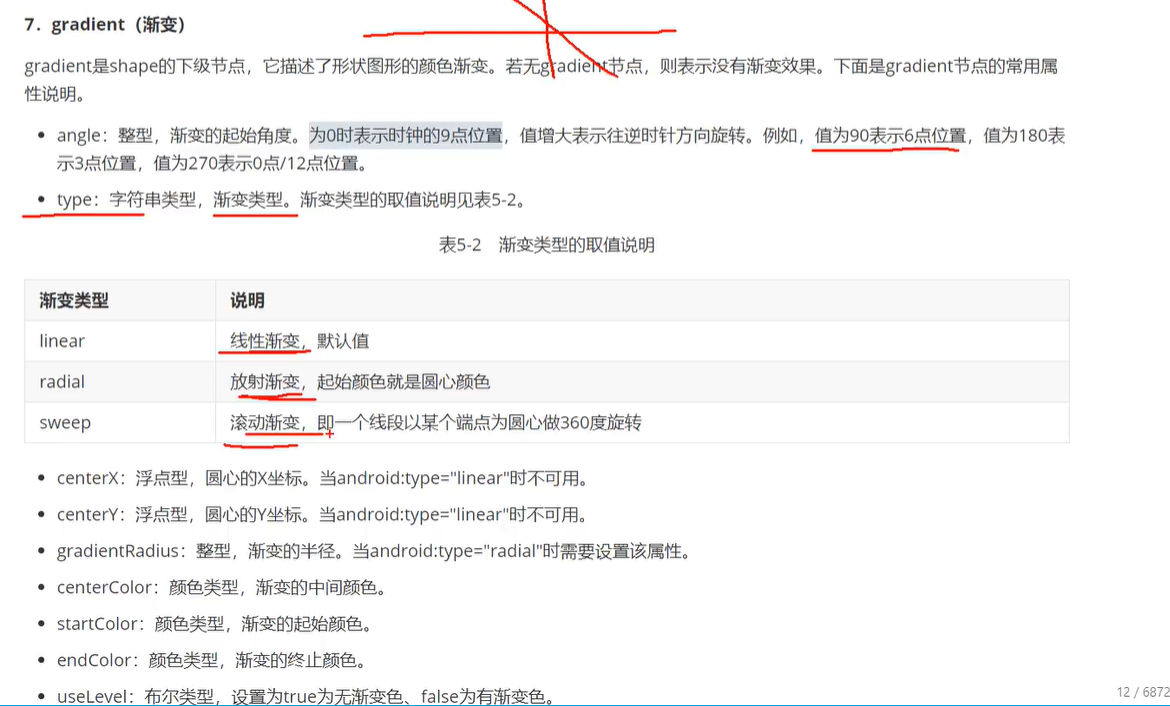 7．gradient（渐变）
gradient是shape的下级节点，它描述了形状图形的颜色渐变。若无gradient节点，则表示没有渐变效果。下面是gradient节点的常用属
性说明。
• angle：整型，渐变的起始角度。为0时表示时钟的9点位置，值增大表示往逆时针方向旋转。例如，值为90表示6点位置，值为180表
示3点位置，值为270表示0点/12点位置。
• type：字符串类型，渐变类型。渐变类型的取值说明见表5-2。
表5-2 渐变类型的取值说明
渐变类型 说明
linear 线性渐变，默认值
radial 放射渐变，起始颜色就是圆心颜色
sweep 滚动渐变，即一个线段以某个端点为圆心做360度旋转
• centerX：浮点型，圆心的X坐标。当android:type="linear"时不可用。
• centerY：浮点型，圆心的Y坐标。当android:type="linear"时不可用。
• gradientRadius：整型，渐变的半径。当android:type="radial"时需要设置该属性。
• centerColor：颜色类型，渐变的中间颜色。
• startColor：颜色类型，渐变的起始颜色。
• endColor：颜色类型，渐变的终止颜色。
• useLevel：布尔类型，设置为true为无渐变色、false为有渐变色。
12 / 6872